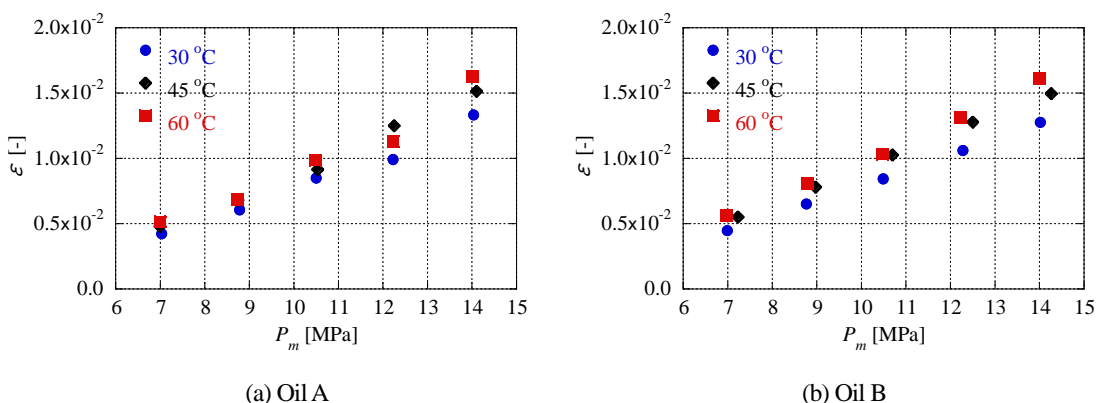 2.0x10⁻²
1.5x10⁻²
1.0x10⁻²
0.5x10⁻²
0.0
ε [-]
30 °C
45 °C
60 °C
6 7 8 9 10 11 12 13 14 15
Pₘ [MPa]
(a) Oil A
2.0x10⁻²
1.5x10⁻²
1.0x10⁻²
0.5x10⁻²
0.0
ε [-]
30 °C
45 °C
60 °C
6 7 8 9 10 11 12 13 14 15
Pₘ [MPa]
(b) Oil B